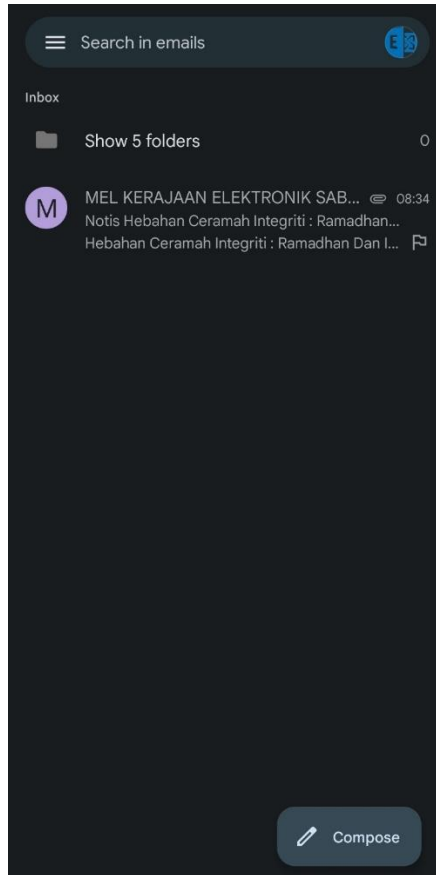 Search in emails
E
Inbox
Show 5 folders 0
M
MEL KERAJAAN ELEKTRONIK SAB... 08:34
Notis Hebahan Ceramah Integriti : Ramadhan...
Hebahan Ceramah Integriti : Ramadhan Dan I...
Compose